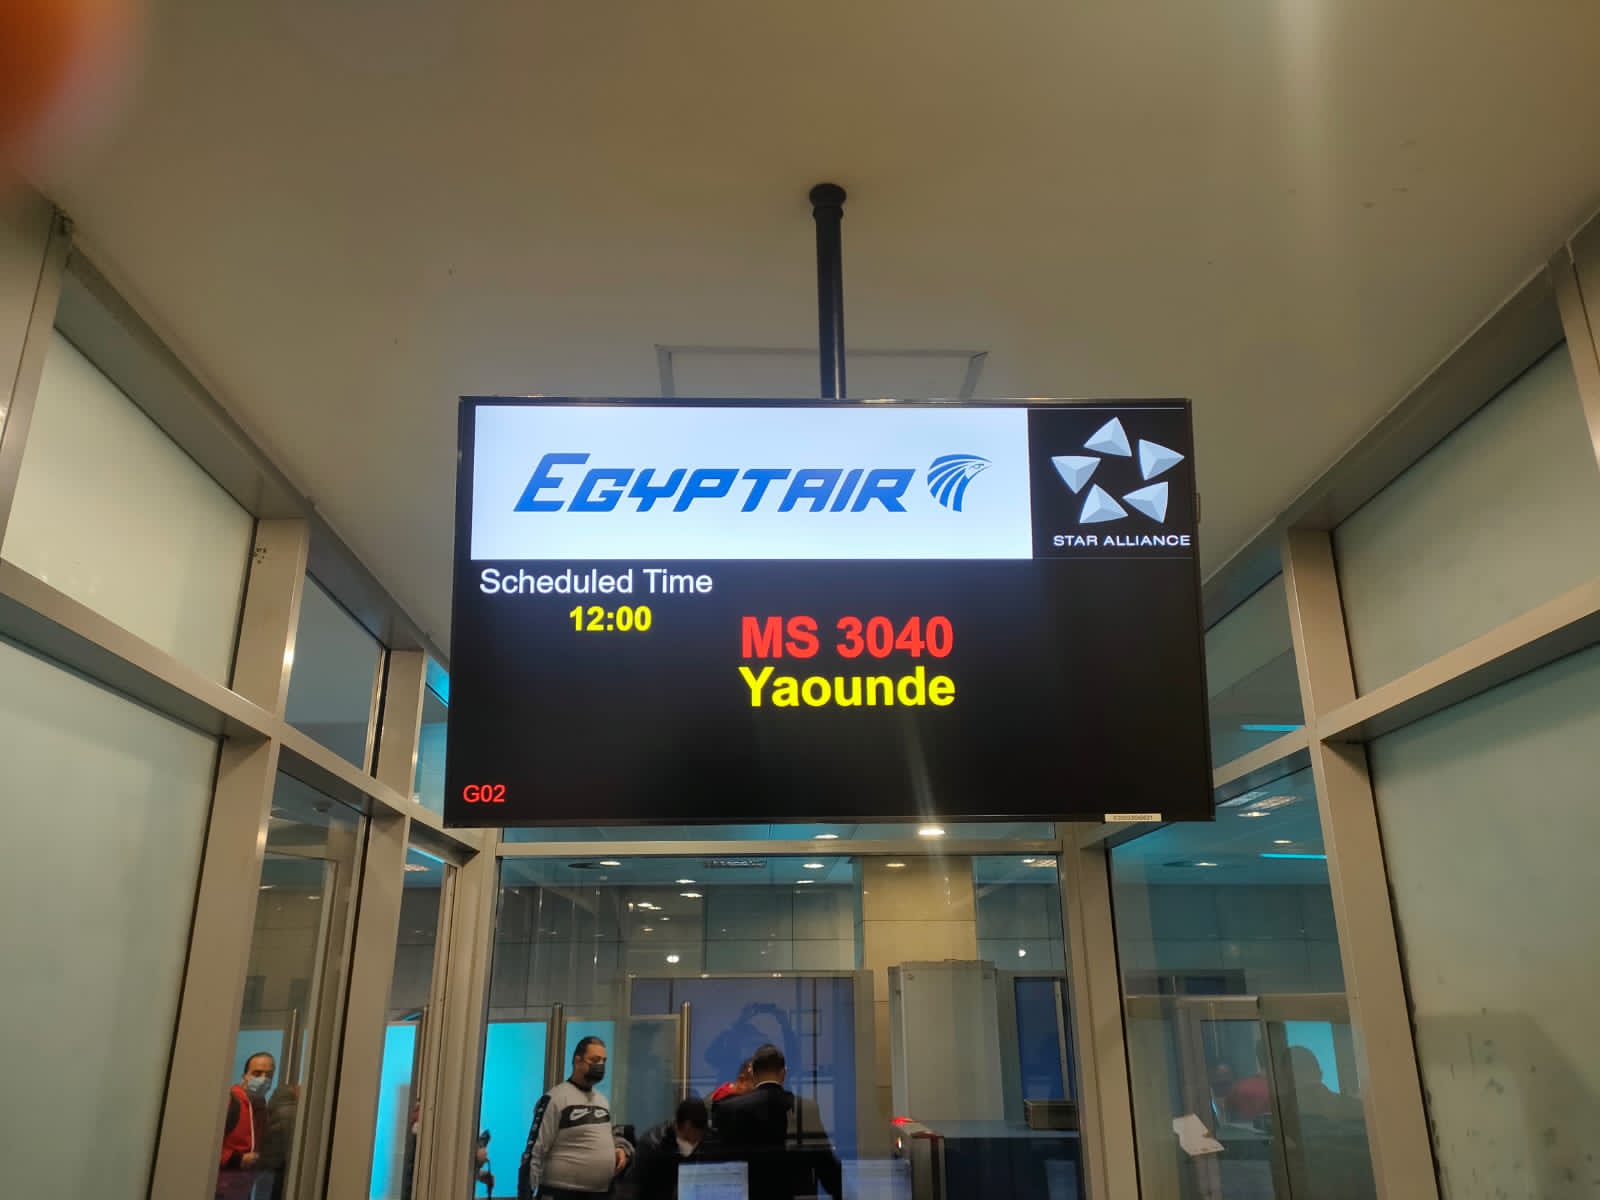 EGYPTAIR
STAR ALLIANCE
Scheduled Time
12:00
MS 3040
Yaounde
G02